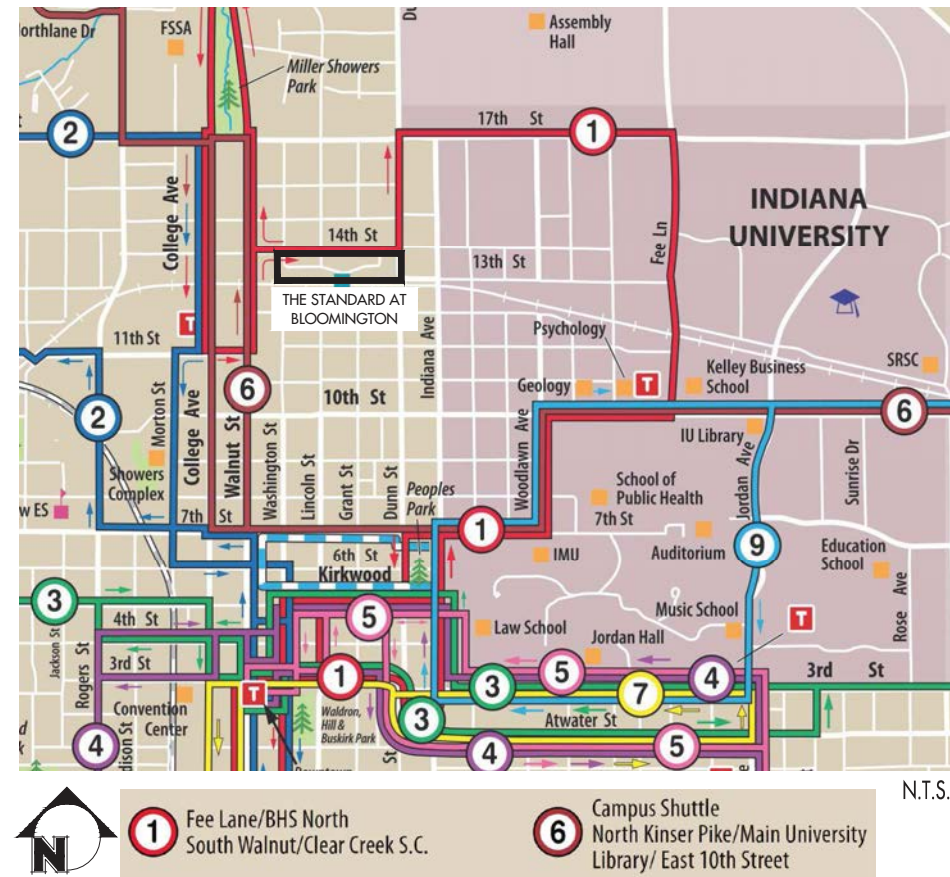 orthlane Dr
FSSA
Du
Assembly
Hall
Miller Showers
Park
2
17th St
1
INDIANA
UNIVERSITY
College Ave
14th St
13th St
Fee Ln
THE STANDARD AT
BLOOMINGTON
T
11th St
Indiana Ave
Psychology
Geology
T
Kelley Business
School
SRSC
2
6
10th St
6
Morton St
College Ave
Walnut St
Washington St
Lincoln St
Grant St
Dunn St
Woodlawn Ave
IU Library
Jordan Ave
Sunrise Dr
Showers
Complex
w ES
7th St
Peoples
Park
School of
Public Health
7th St
1
6th St
Kirkwood
IMU
Auditorium
9
Education
School
Rose Ave
3
4th St
5
Law School
Music School
T
Jackson St
Rogers St
3rd St
Jordan Hall
3rd St
T
1
3
5
7
4
Convention
Center
Waldron,
Hill &
Buskirk Park
3
Atwater St
4
dison St
St
4
5
d
k
Downtown
e
N.T.S.
N
1
Fee Lane/BHS North
South Walnut/Clear Creek S.C.
6
Campus Shuttle
North Kinser Pike/Main University
Library/ East 10th Street